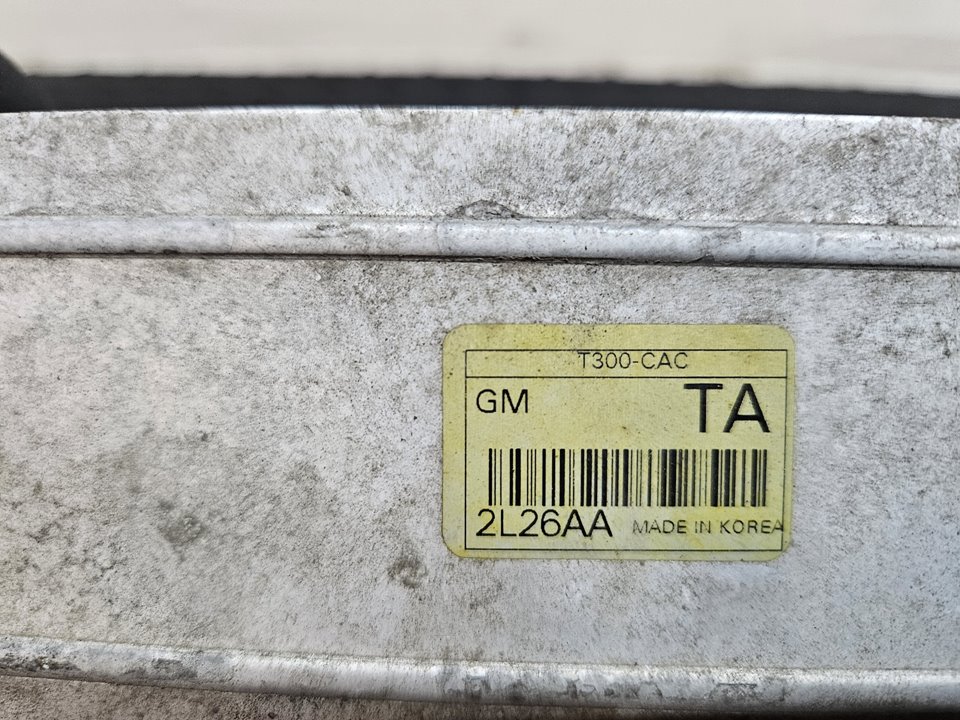 T300-CAC
GM TA
2L26AA MADE IN KOREA